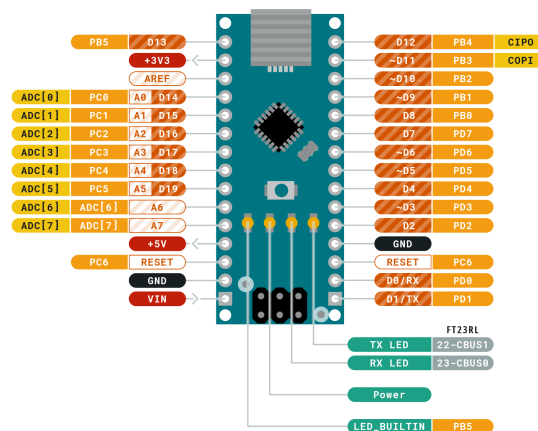 PB5 D13 D12 PB4 CIPO
+3V3 ~D11 PB3 COPI
AREF ~D10 PB2
ADC[0] PC0 A0 D14 ~D9 PB1
ADC[1] PC1 A1 D15 D8 PB0
ADC[2] PC2 A2 D16 D7 PD7
ADC[3] PC3 A3 D17 ~D6 PD6
ADC[4] PC4 A4 D18 ~D5 PD5
ADC[5] PC5 A5 D19 D4 PD4
ADC[6] ADC[6] A6 ~D3 PD3
ADC[7] ADC[7] A7 D2 PD2
+5V GND
PC6 RESET RESET PC6
GND D0/RX PD0
VIN D1/TX PD1
FT23RL
TX LED 22-CBUS1
RX LED 23-CBUS0
Power
LED_BUILTIN PB5